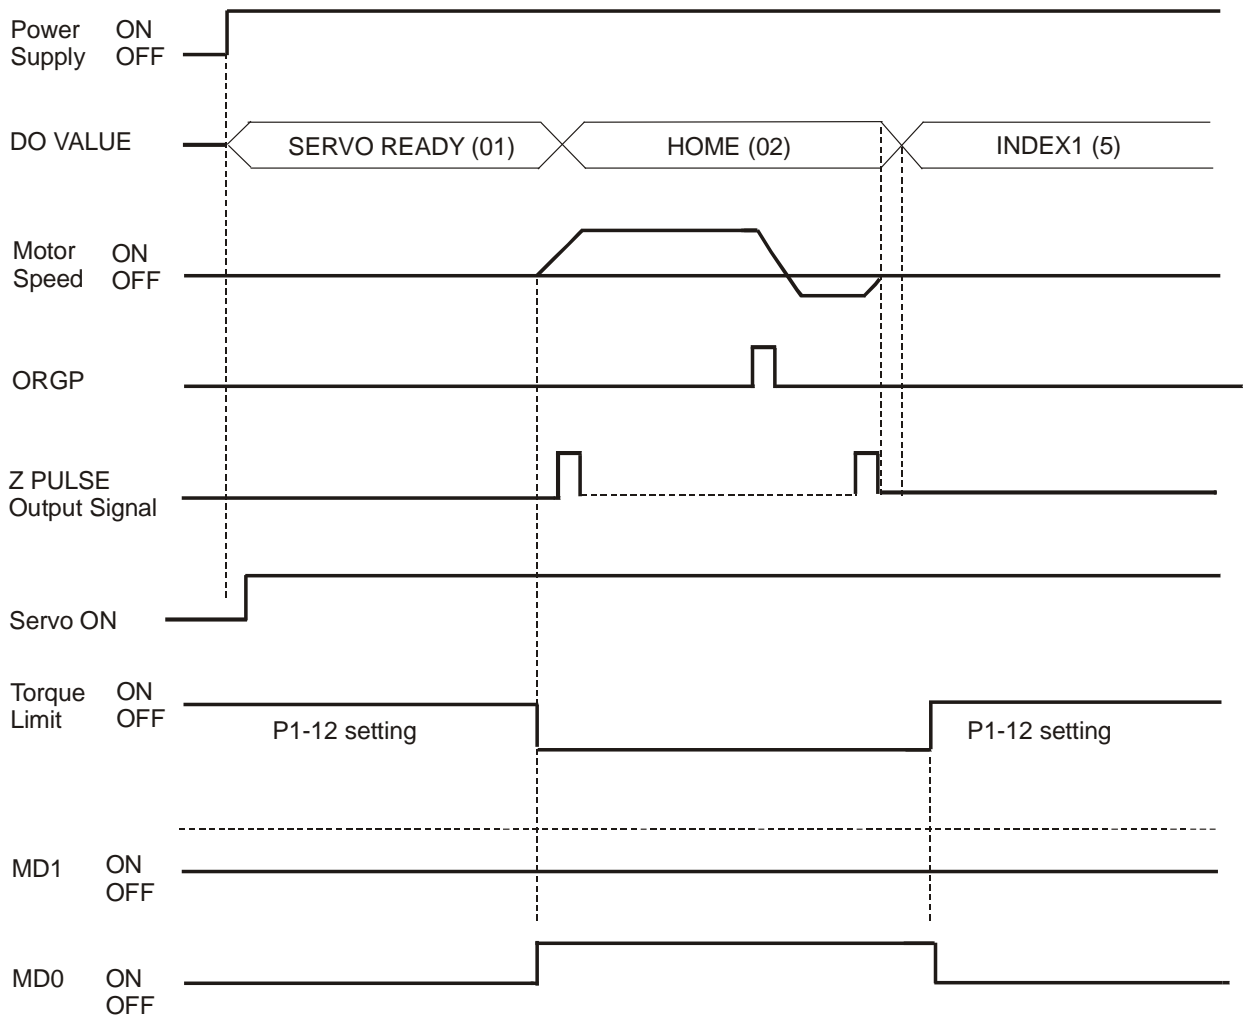 Power ON
Supply OFF
DO VALUE
SERVO READY (01)
HOME (02)
INDEX1 (5)
Motor ON
Speed OFF
ORGP
Z PULSE
Output Signal
Servo ON
Torque ON
Limit OFF
P1-12 setting
P1-12 setting
MD1 ON
OFF
MD0 ON
OFF